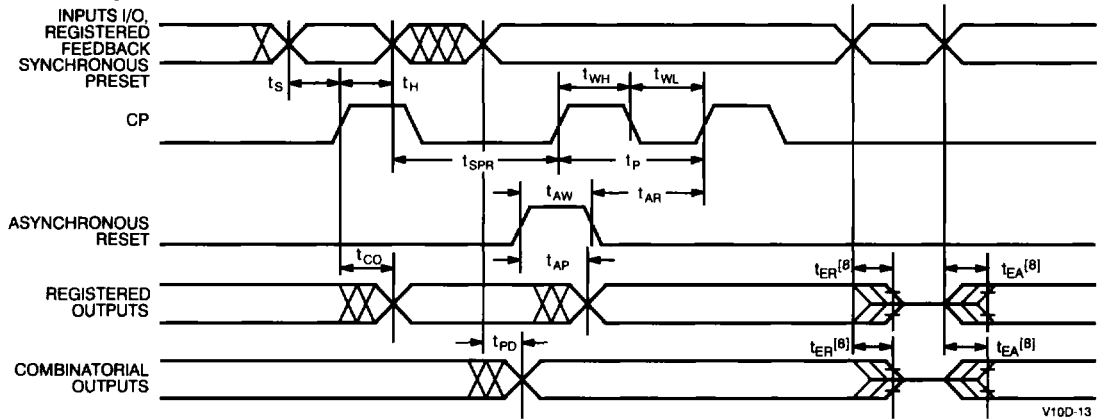 INPUTS I/O,
REGISTERED
FEEDBACK
SYNCHRONOUS
PRESET
tS
tH
tWH
tWL
CP
tSPR
tP
tAW
tAR
ASYNCHRONOUS
RESET
tCO
tAP
tER[8]
tEA[8]
REGISTERED
OUTPUTS
tPD
tER[8]
tEA[8]
COMBINATORIAL
OUTPUTS
V10D-13